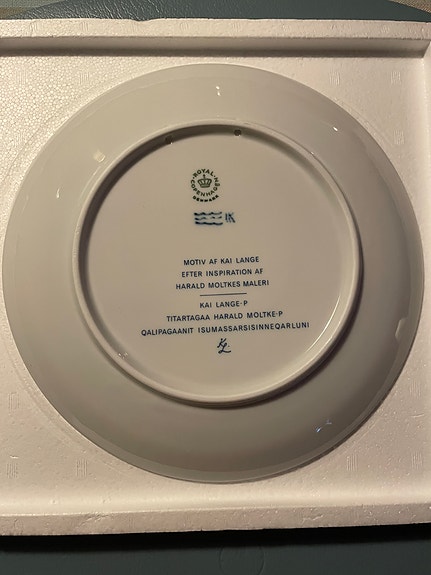 ROYAL
COPENHAGEN
DENMARK
MOTIV AF KAI LANGE
EFTER INSPIRATION AF
HARALD MOLTKES MALERI
KAI LANGE·P
TITARTAGAA HARALD MOLTKE·P
QALIPAGAANIT ISUMASSARSISINNEQARLUNI